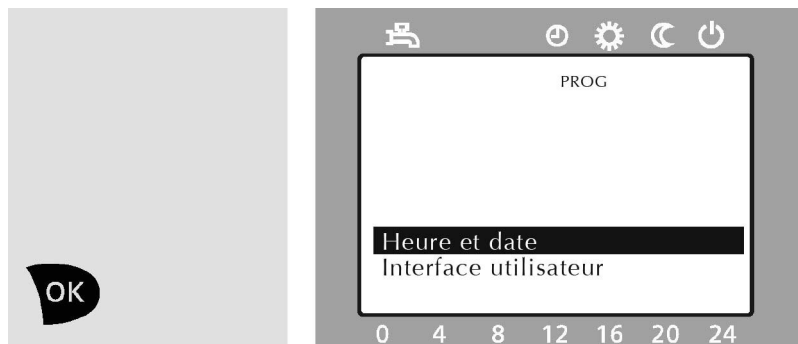 PROG
Heure et date
Interface utilisateur
OK
0 4 8 12 16 20 24